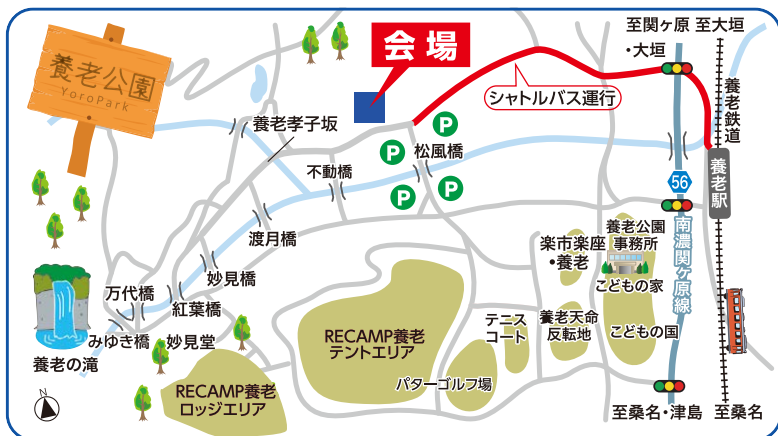 養老公園
YoroPark
会場
シャトルバス運行
至関ヶ原
・大垣
至大垣
養老鉄道
養老駅
56
南濃関ヶ原線
養老孝子坂
不動橋
松風橋
P
P
P
P
渡月橋
妙見橋
紅葉橋
万代橋
みゆき橋
妙見堂
養老の滝
RECAMP養老
テントエリア
RECAMP養老
ロッジエリア
パターゴルフ場
テニス
コート
楽市楽座
・養老
養老公園
事務所
こどもの家
養老天命
反転地
こどもの国
至桑名・津島
至桑名
N